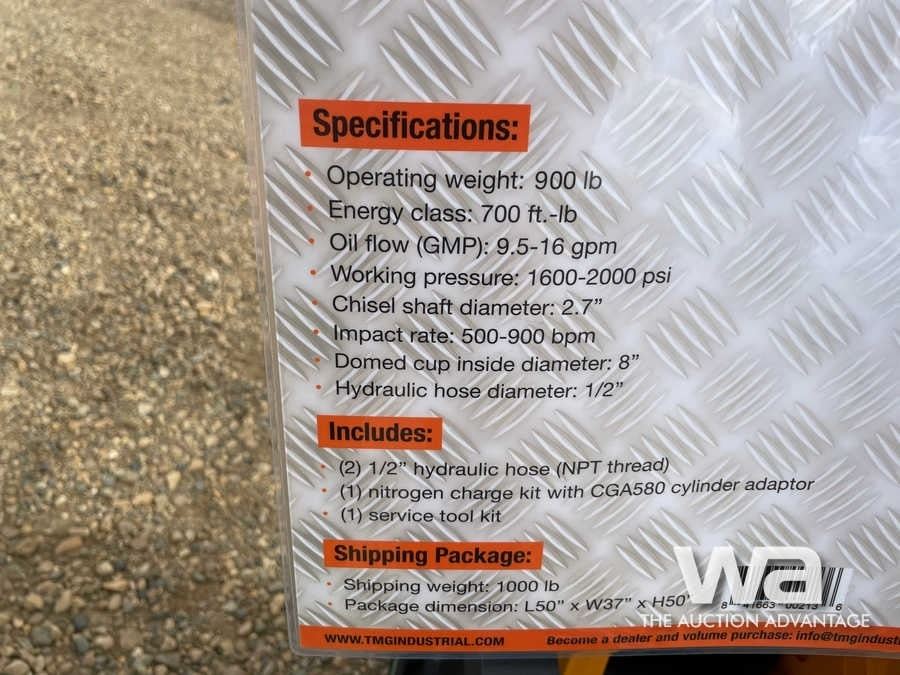 Specifications:
• Operating weight: 900 lb
• Energy class: 700 ft.-lb
• Oil flow (GMP): 9.5-16 gpm
• Working pressure: 1600-2000 psi
• Chisel shaft diameter: 2.7”
• Impact rate: 500-900 bpm
• Domed cup inside diameter: 8”
• Hydraulic hose diameter: 1/2”
Includes:
• (2) 1/2” hydraulic hose (NPT thread)
• (1) nitrogen charge kit with CGA580 cylinder adaptor
• (1) service tool kit
Shipping Package:
• Shipping weight: 1000 lb
• Package dimension: L50” x W37” x H50”
wa
THE AUCTION ADVANTAGE
WWW.TMGINDUSTRIAL.COM
Become a dealer and volume purchase: